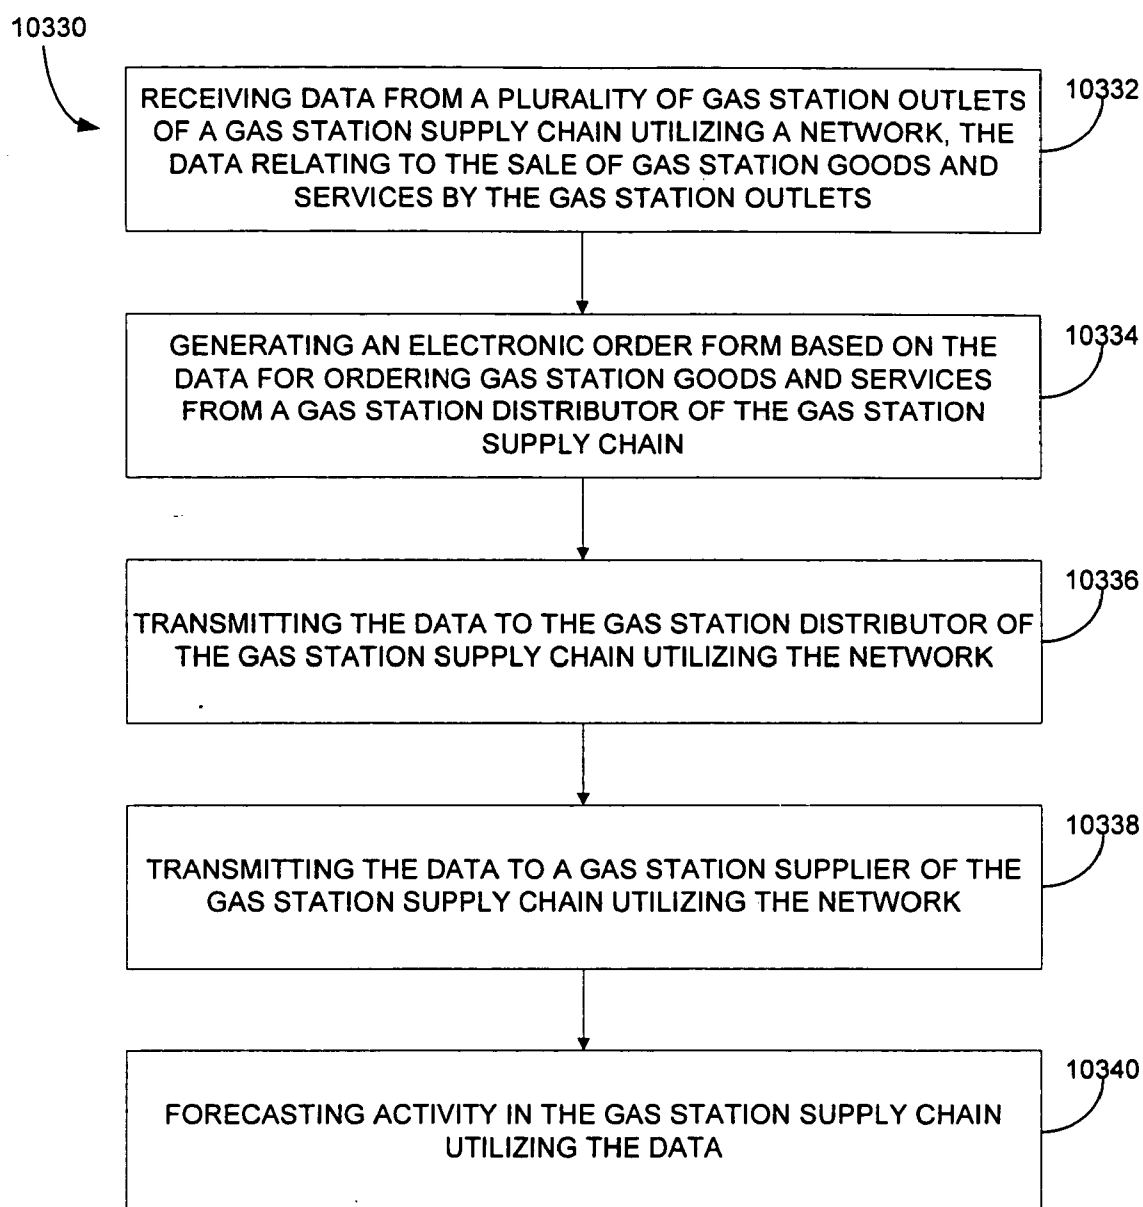 10330
10332
RECEIVING DATA FROM A PLURALITY OF GAS STATION OUTLETS
OF A GAS STATION SUPPLY CHAIN UTILIZING A NETWORK, THE
DATA RELATING TO THE SALE OF GAS STATION GOODS AND
SERVICES BY THE GAS STATION OUTLETS
10334
GENERATING AN ELECTRONIC ORDER FORM BASED ON THE
DATA FOR ORDERING GAS STATION GOODS AND SERVICES
FROM A GAS STATION DISTRIBUTOR OF THE GAS STATION
SUPPLY CHAIN
10336
TRANSMITTING THE DATA TO THE GAS STATION DISTRIBUTOR OF
THE GAS STATION SUPPLY CHAIN UTILIZING THE NETWORK
10338
TRANSMITTING THE DATA TO A GAS STATION SUPPLIER OF THE
GAS STATION SUPPLY CHAIN UTILIZING THE NETWORK
10340
FORECASTING ACTIVITY IN THE GAS STATION SUPPLY CHAIN
UTILIZING THE DATA